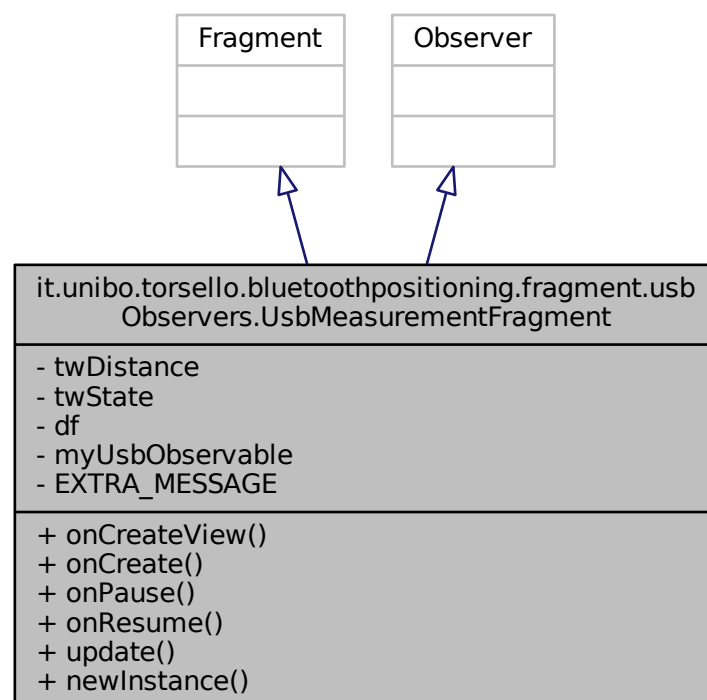 Fragment
Observer
it.unibo.torsello.bluetoothpositioning.fragment.usb
Observers.UsbMeasurementFragment
- twDistance
- twState
- df
- myUsbObservable
- EXTRA_MESSAGE
+ onCreateView()
+ onCreate()
+ onPause()
+ onResume()
+ update()
+ newInstance()